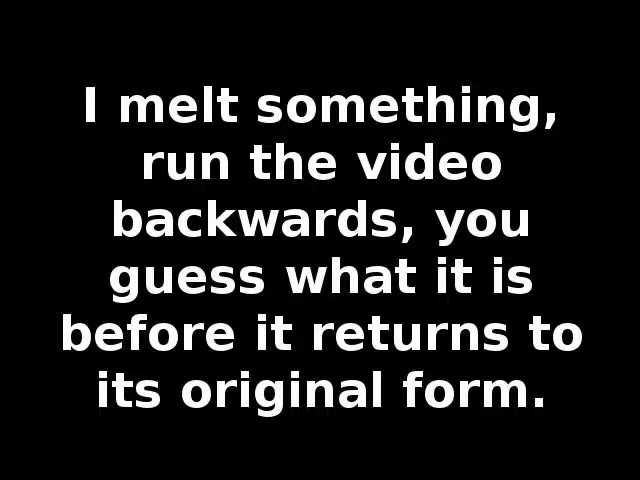 I melt something,
run the video
backwards, you
guess what it is
before it returns to
its original form.